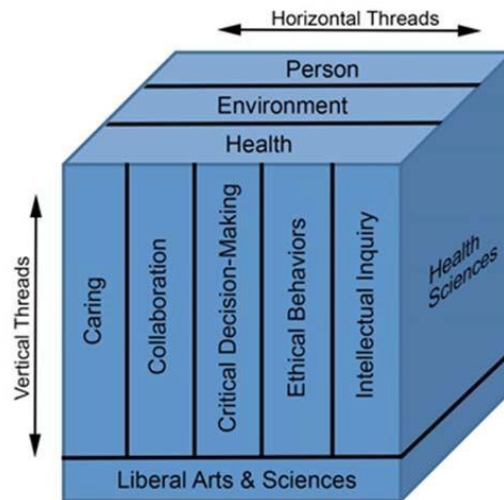 Horizontal Threads
Person
Environment
Health
Vertical Threads
Caring
Collaboration
Critical Decision-Making
Ethical Behaviors
Intellectual Inquiry
Health
Sciences
Liberal Arts & Sciences